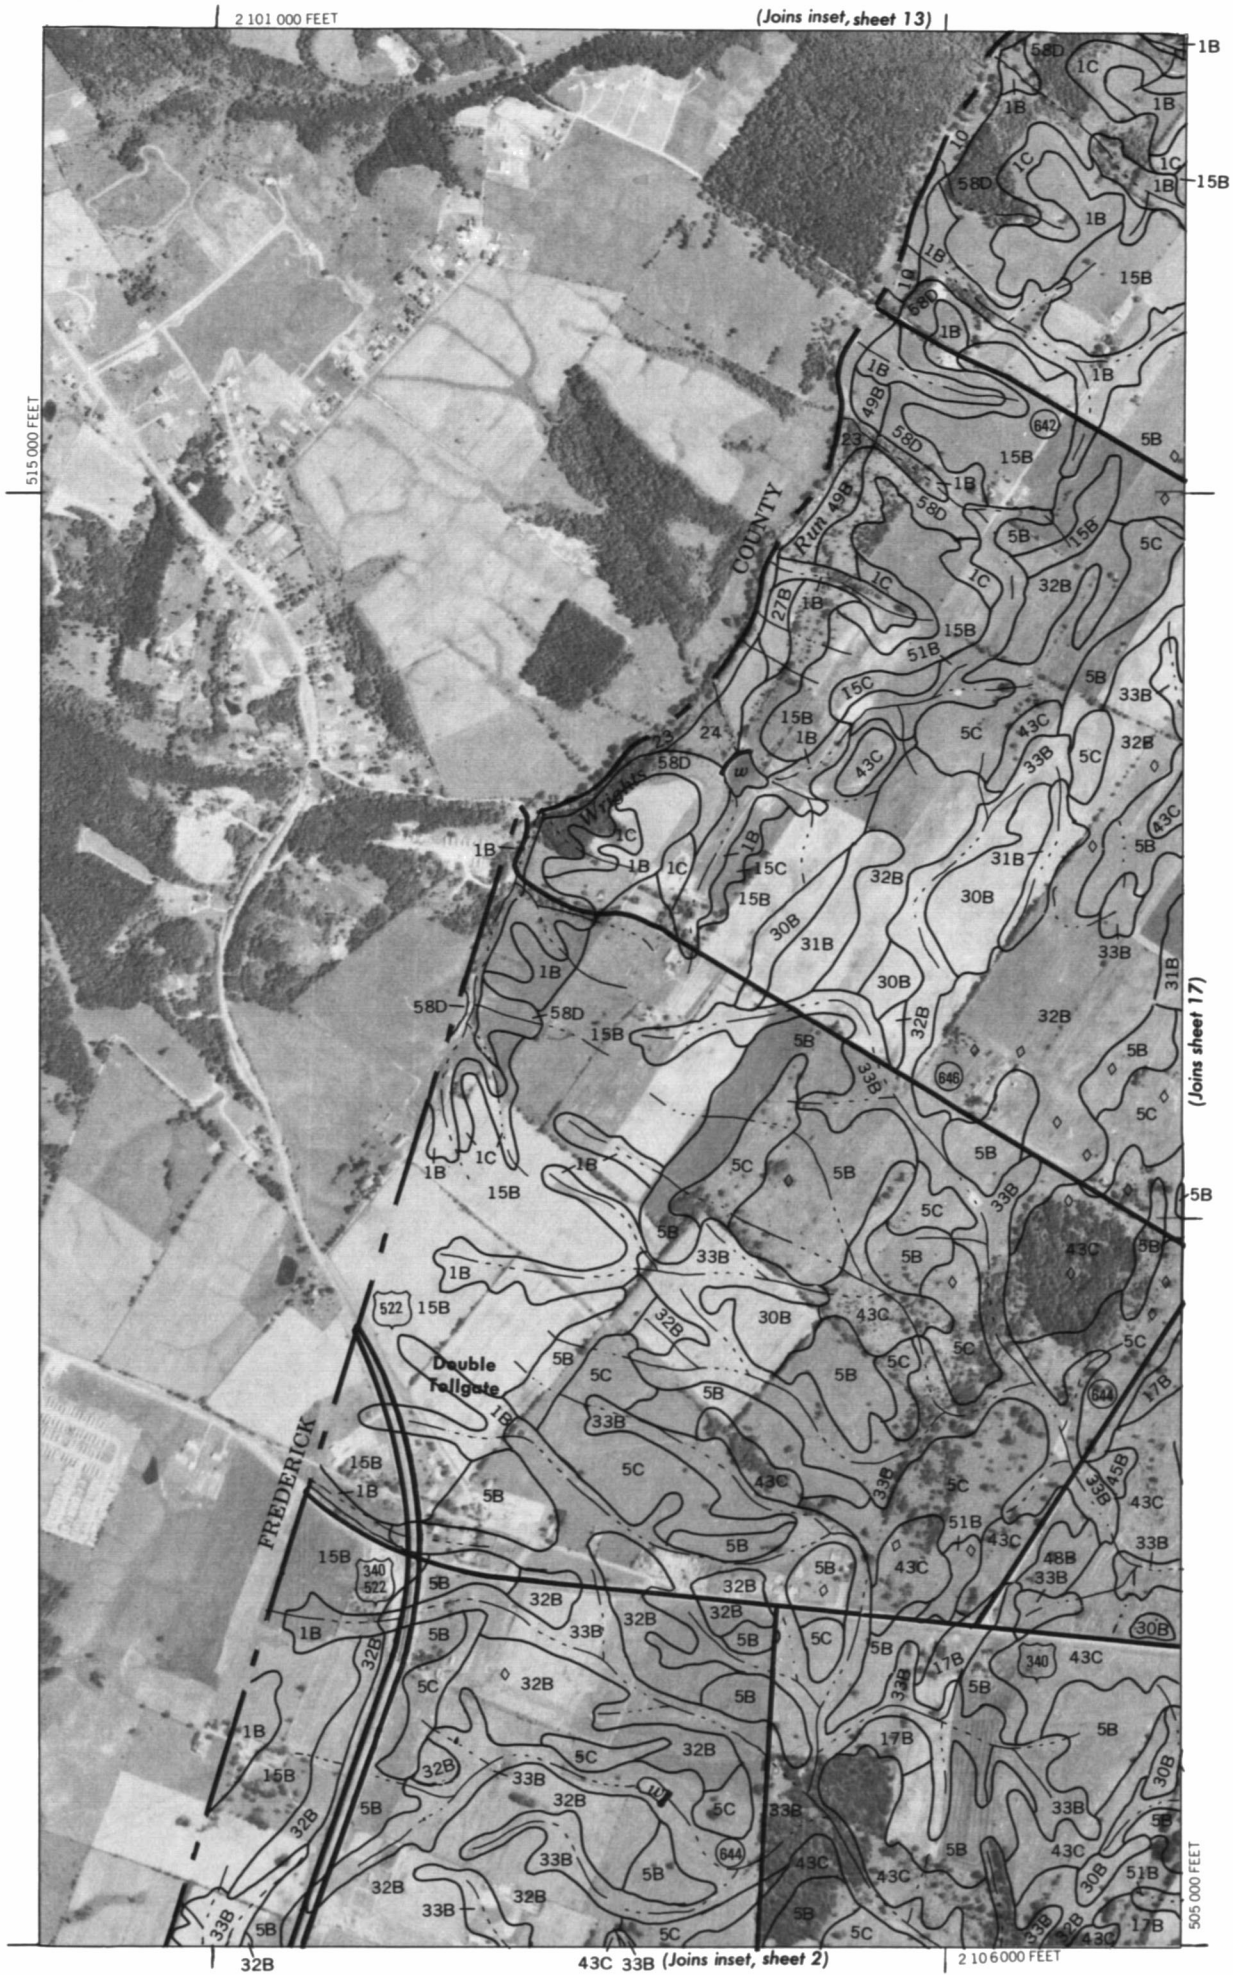 2 101 000 FEET
(Joins inset, sheet 13)
1B
58D
1C
1B
1B
10
1C
1C
58D
1B
15B
1B
1B
15B
10
58D
1B
1B
1B
49B
642
5B
23
58D
15B
515 000 FEET
1B
49B
58D
COUNTY
Run
5B
15B
5C
1C
1C
32B
27B
1B
15B
51B
5B
15C
33B
15B
5C
43C
24
1B
32B
23
33B
5C
58D
w
43C
Wrights
43C
1C
1B
5B
1B
31B
1B
1C
15C
32B
15B
30B
30B
31B
33B
1B
30B
31B
58D
58D
32B
32B
15B
5B
5B
(Joins sheet 17)
33B
646
5C
5B
1C
1B
5C
5B
1B
15B
33B
5B
5C
5B
43C
5B
33B
5B
1B
522
15B
30B
32B
43C
5C
5C
Double
Tollgate
5B
5C
5C
5B
5B
644
17B
1B
33B
FREDERICK
15B
5C
43C
33B
5C
45B
33B
1B
5B
43C
51B
43C
33B
15B
5B
48B
5B
43C
33B
340
522
5B
32B
32B
32B
32B
30B
1B
5B
33B
5B
5C
5B
32B
17B
340
43C
5C
32B
33B
5B
5B
1B
5B
17B
5C
32B
32B
33B
30B
15B
32B
w
5B
5C
33B
33B
5B
32B
644
5B
43C
33B
43C
43C
51B
5B
30B
32B
32B
5B
33B
33B
5B
5C
5C
33B
32B
43C
17B
505 000 FEET
32B
43C 33B
(Joins inset, sheet 2)
2 106 000 FEET